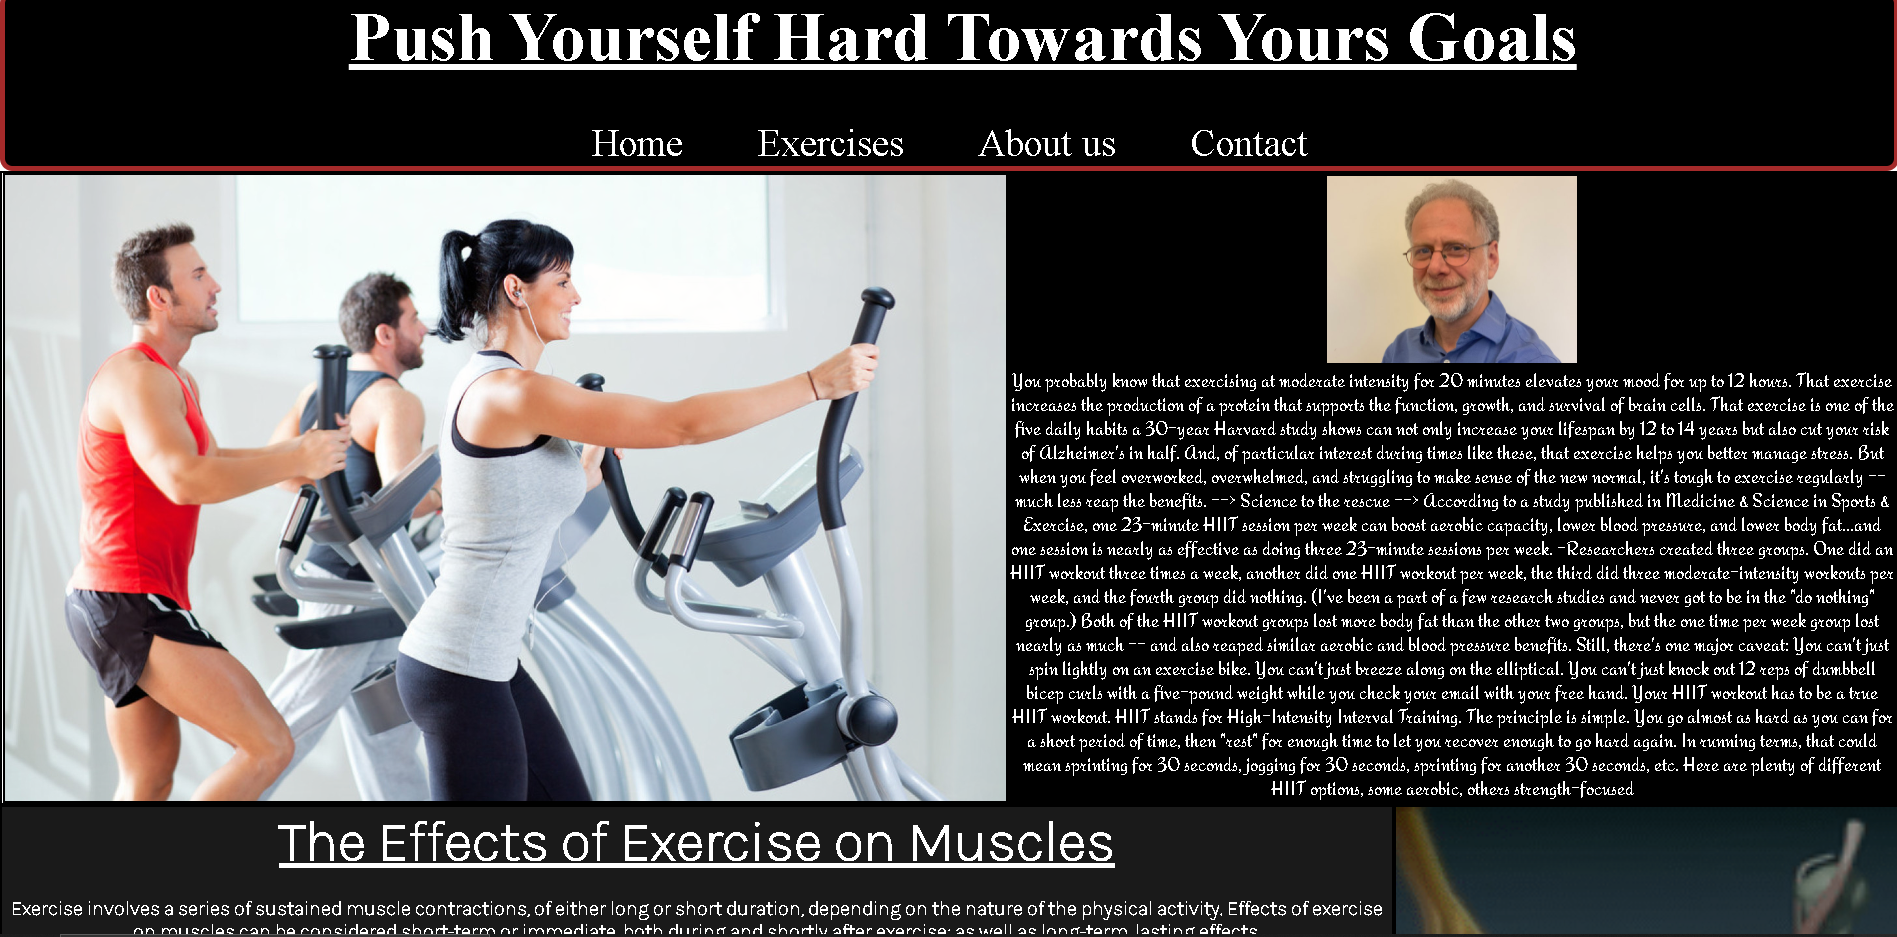 Push Yourself Hard Towards Yours Goals
Home Exercises About us Contact
You probably know that exercising at moderate intensity for 20 minutes elevates your mood for up to 12 hours. That exercise
increases the production of a protein that supports the function, growth, and survival of brain cells. That exercise is one of the
five daily habits a 30-year Harvard study shows can not only increase your lifespan by 12 to 14 years but also cut your risk
of Alzheimer's in half. And, of particular interest during times like these, that exercise helps you better manage stress. But
when you feel overworked, overwhelmed, and struggling to make sense of the new normal, it's tough to exercise regularly --
much less reap the benefits. --> Science to the rescue --> According to a study published in Medicine & Science in Sports &
Exercise, one 23-minute HIIT session per week can boost aerobic capacity, lower blood pressure, and lower body fat...and
one session is nearly as effective as doing three 23-minute sessions per week. -Researchers created three groups. One did an
HIIT workout three times a week, another did one HIIT workout per week, the third did three moderate-intensity workouts per
week, and the fourth group did nothing. (I've been a part of a few research studies and never got to be in the "do nothing"
group.) Both of the HIIT workout groups lost more body fat than the other two groups, but the one time per week group lost
nearly as much -- and also reaped similar aerobic and blood pressure benefits. Still, there's one major caveat: You can't just
spin lightly on an exercise bike. You can't just breeze along on the elliptical. You can't just knock out 12 reps of dumbbell
bicep curls with a five-pound weight while you check your email with your free hand. Your HIIT workout has to be a true
HIIT workout. HIIT stands for High-Intensity Interval Training. The principle is simple. You go almost as hard as you can for
a short period of time, then "rest" for enough time to let you recover enough to go hard again. In running terms, that could
mean sprinting for 30 seconds, jogging for 30 seconds, sprinting for another 30 seconds, etc. Here are plenty of different
HIIT options, some aerobic, others strength-focused
The Effects of Exercise on Muscles
Exercise involves a series of sustained muscle contractions, of either long or short duration, depending on the nature of the physical activity. Effects of exercise
on muscles can be considered short-term or immediate, both during and shortly after exercise; as well as long-term, lasting effects.